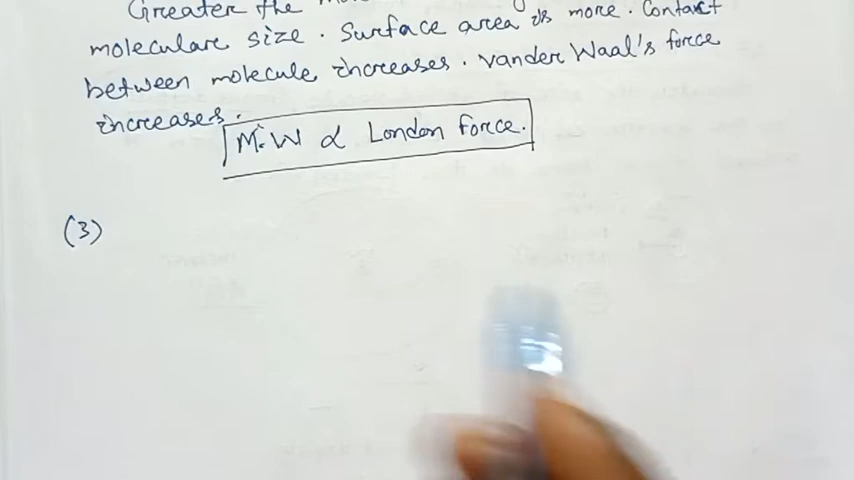 Greater the
molecular size. Surface area is more. Contact
between molecule increases. vander Waal's force
increases.
M.W ∝ London Force.
(3)